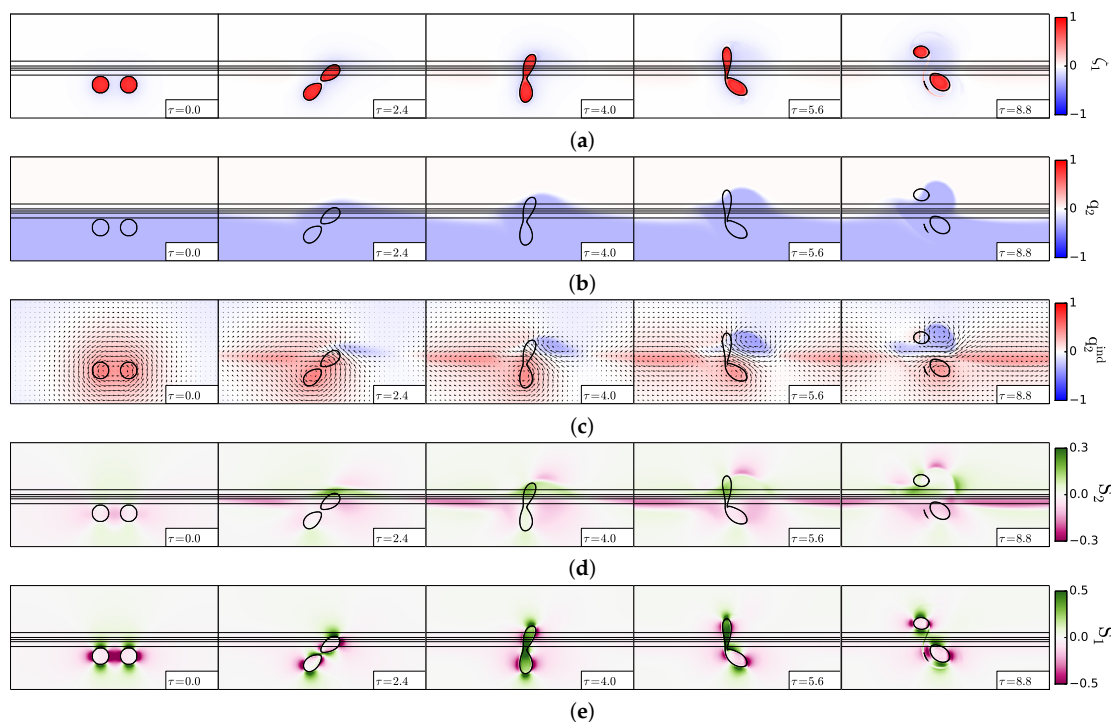 1
0
−1
ζ₁
τ=0.0
τ=2.4
τ=4.0
τ=5.6
τ=8.8
(a)
1
0
−1
q₂
τ=0.0
τ=2.4
τ=4.0
τ=5.6
τ=8.8
(b)
1
0
−1
q₂ⁱⁿᵈ
τ=0.0
τ=2.4
τ=4.0
τ=5.6
τ=8.8
(c)
0.3
0.0
−0.3
S₂
τ=0.0
τ=2.4
τ=4.0
τ=5.6
τ=8.8
(d)
0.5
0.0
−0.5
S₁
τ=0.0
τ=2.4
τ=4.0
τ=5.6
τ=8.8
(e)